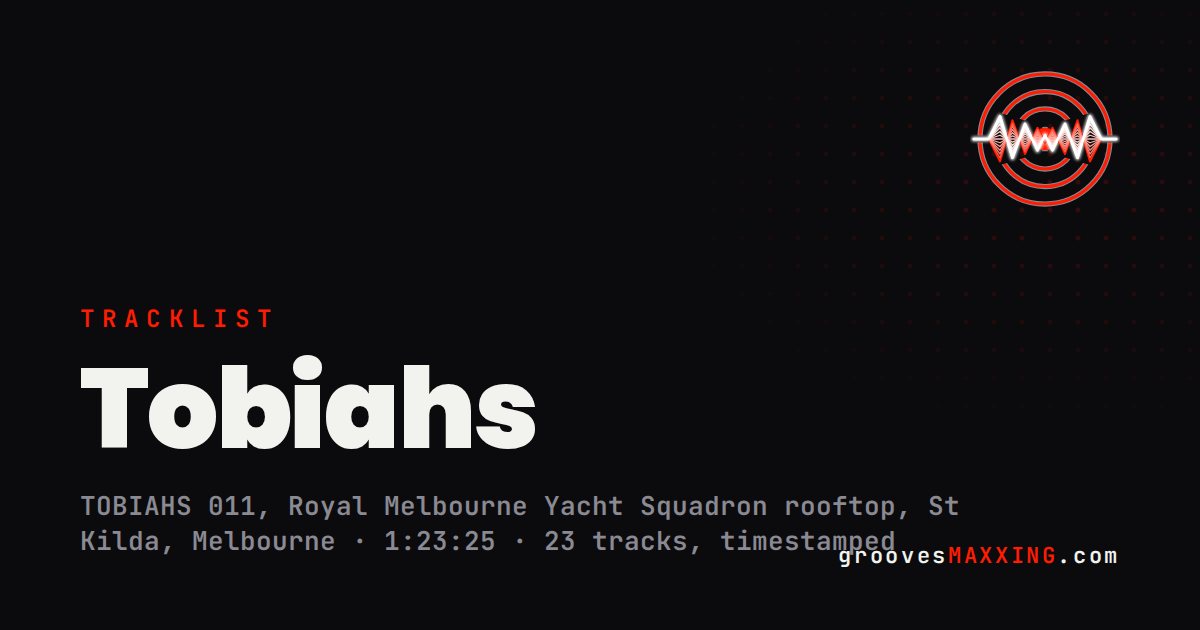 TRACKLIST
Tobiahs
TOBIAHS 011, Royal Melbourne Yacht Squadron rooftop, St
Kilda, Melbourne · 1:23:25 · 23 tracks, timestamped
groovesMAXXING.com